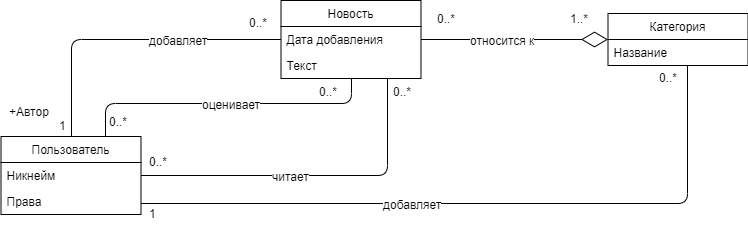 Новость
0..*
0..*
1..*
Категория
добавляет
Дата добавления
относится к
Название
Текст
0..*
0..*
0..*
оценивает
+Автор
1
0..*
Пользователь
0..*
Никнейм
читает
Права
добавляет
1